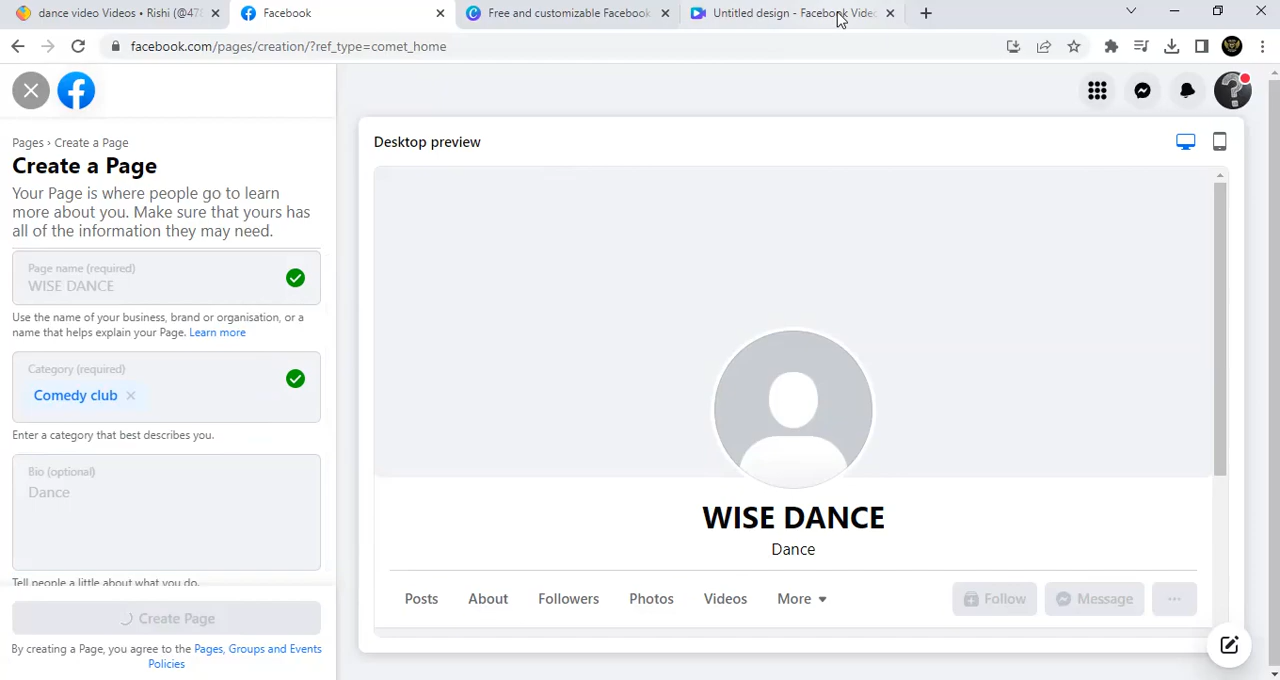 dance video Videos • Rishi (@47
Facebook
Free and customizable Facebook
Untitled design - Facebook Video
facebook.com/pages/creation/?ref_type=comet_home
Pages › Create a Page
Create a Page
Your Page is where people go to learn
more about you. Make sure that yours has
all of the information they may need.
Page name (required)
WISE DANCE
Use the name of your business, brand or organisation, or a
name that helps explain your Page. Learn more
Category (required)
Comedy club
Enter a category that best describes you.
Bio (optional)
Dance
Tell people a little about what you do.
Create Page
By creating a Page, you agree to the Pages, Groups and Events
Policies
Desktop preview
WISE DANCE
Dance
Posts
About
Followers
Photos
Videos
More
Follow
Message